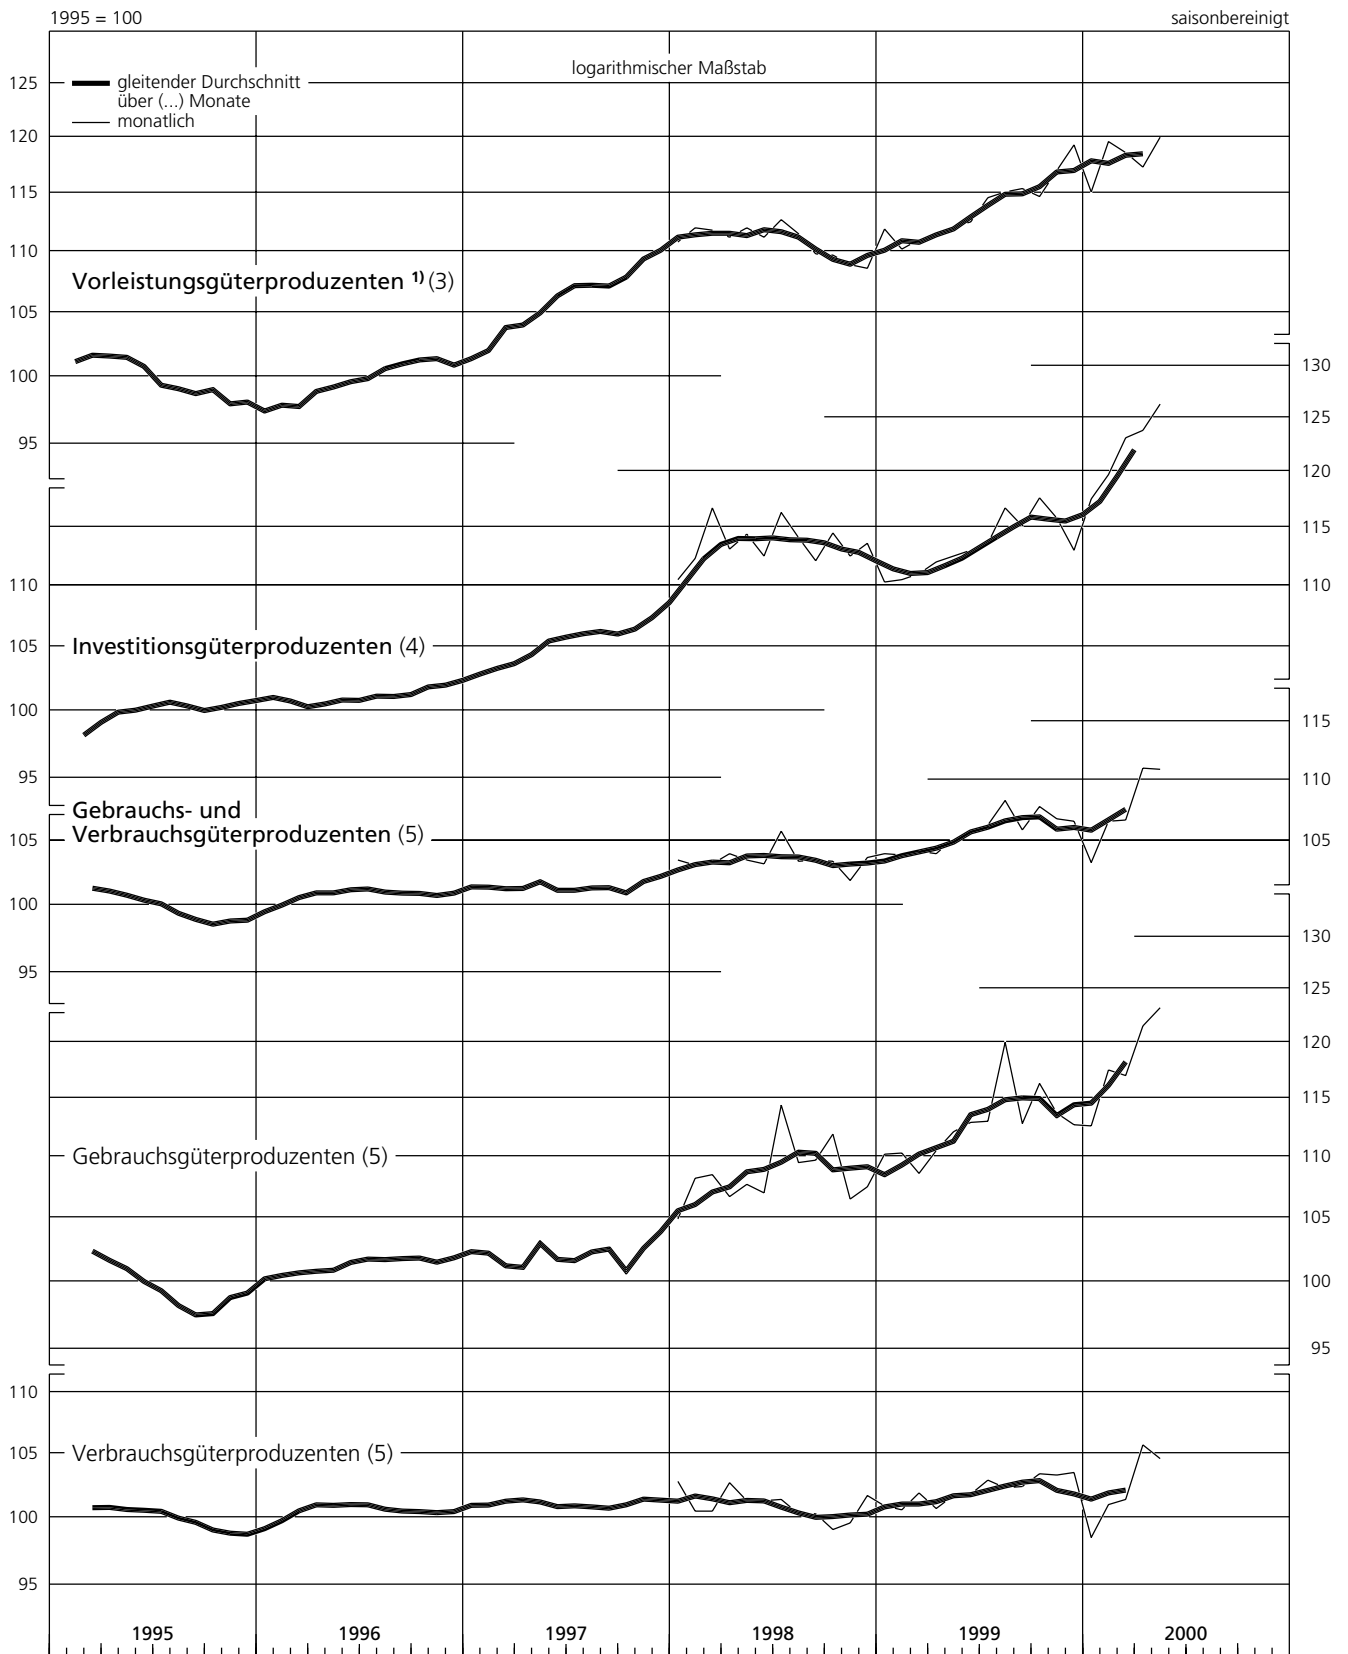 1995 = 100 saisonbereinigt
logarithmischer Maßstab
gleitender Durchschnitt
über (...) Monate
monatlich
125
120
115
110
Vorleistungsgüterproduzenten ¹⁾ (3)
105
100 130
125
95
120
115
110 110
105 Investitionsgüterproduzenten (4)
100
115
95 110
Gebrauchs- und
Verbrauchsgüterproduzenten (5)
105 105
100
130
95
125
120
115
Gebrauchsgüterproduzenten (5) 110
105
100
95
110
105 Verbrauchsgüterproduzenten (5)
100
95
1995 1996 1997 1998 1999 2000